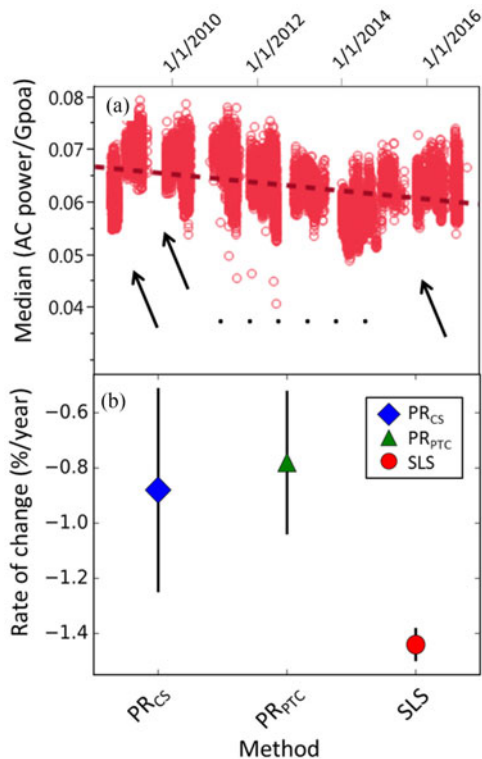 1/1/2010
1/1/2012
1/1/2014
1/1/2016
(a)
Median (AC power/Gpoa)
0.08
0.07
0.06
0.05
0.04
(b)
Rate of change (%/year)
−0.6
−0.8
−1.0
−1.2
−1.4
PRCS
PRPTC
SLS
PRCS
PRPTC
SLS
Method